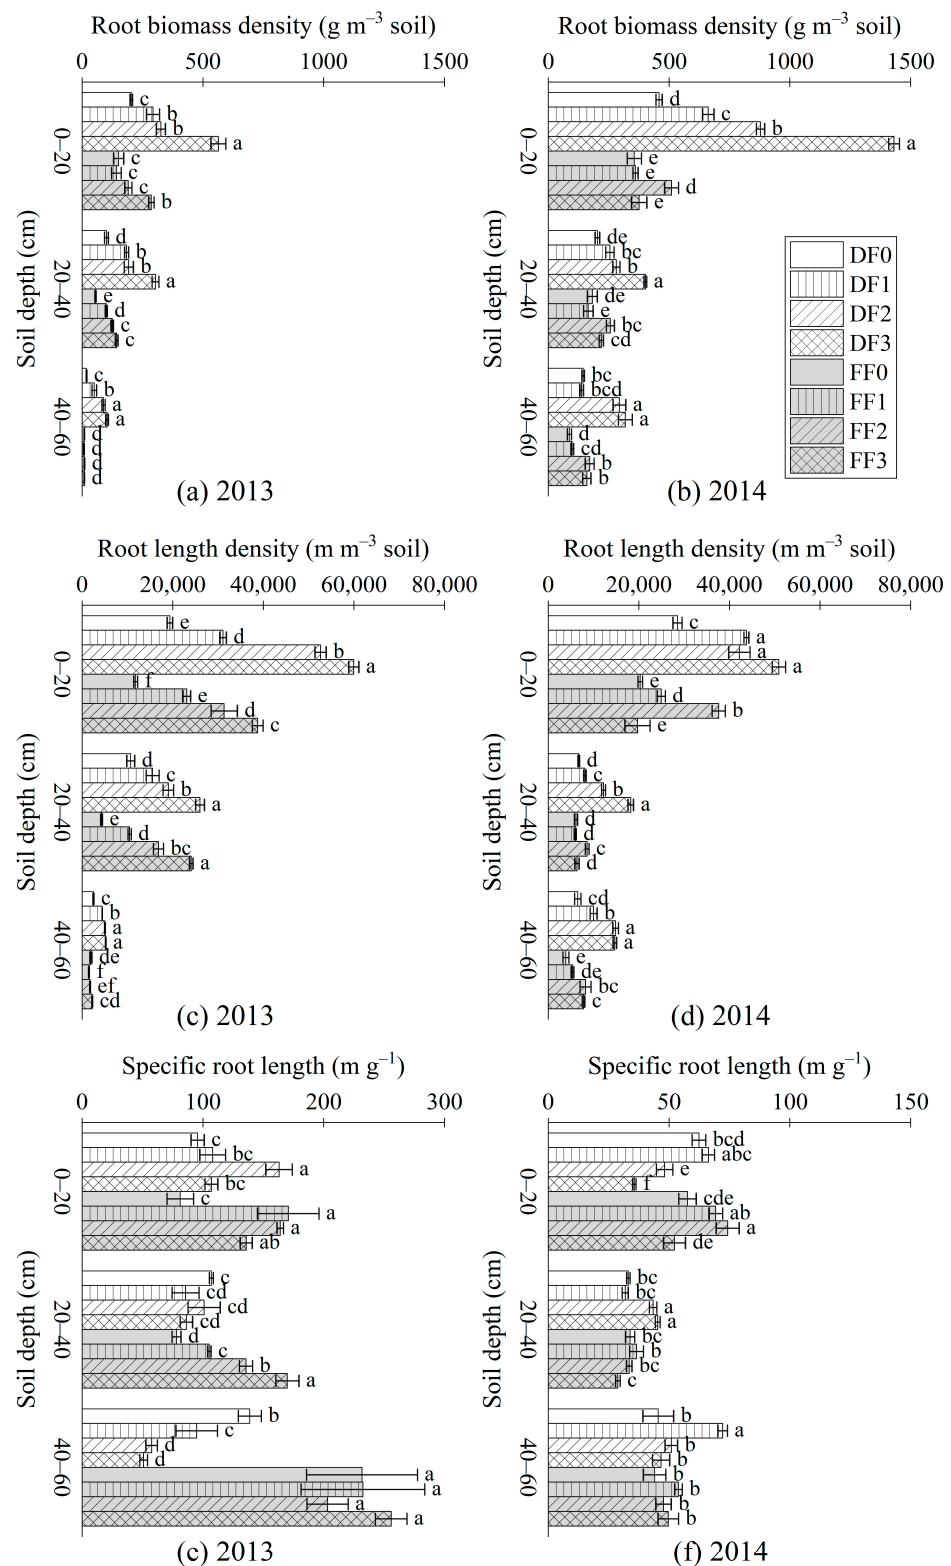 Root biomass density (g m⁻³ soil)
0 500 1000 1500
Soil depth (cm)
0–20
c
b
b
a
c
c
c
b
20–40
d
b
b
a
e
d
c
c
40–60
c
b
a
a
d
d
d
d
(a) 2013
Root biomass density (g m⁻³ soil)
0 500 1000 1500
Soil depth (cm)
0–20
d
c
b
a
e
e
d
e
20–40
de
bc
b
a
de
e
bc
cd
40–60
bc
bcd
a
a
d
cd
b
b
(b) 2014
DF0
DF1
DF2
DF3
FF0
FF1
FF2
FF3
Root length density (m m⁻³ soil)
0 20,000 40,000 60,000 80,000
Soil depth (cm)
0–20
e
d
b
a
f
e
d
c
20–40
d
c
b
a
e
d
bc
a
40–60
c
b
a
a
de
f
ef
cd
(c) 2013
Root length density (m m⁻³ soil)
0 20,000 40,000 60,000 80,000
Soil depth (cm)
0–20
c
a
a
a
e
d
b
e
20–40
d
c
b
a
d
d
c
d
40–60
cd
b
a
a
e
de
bc
c
(d) 2014
Specific root length (m g⁻¹)
0 100 200 300
Soil depth (cm)
0–20
c
bc
a
bc
c
a
a
ab
20–40
c
cd
cd
cd
d
c
b
a
40–60
b
c
d
d
a
a
a
a
(c) 2013
Specific root length (m g⁻¹)
0 50 100 150
Soil depth (cm)
0–20
bcd
abc
e
f
cde
ab
a
de
20–40
bc
bc
a
a
bc
b
bc
c
40–60
b
a
b
b
b
b
b
b
(f) 2014